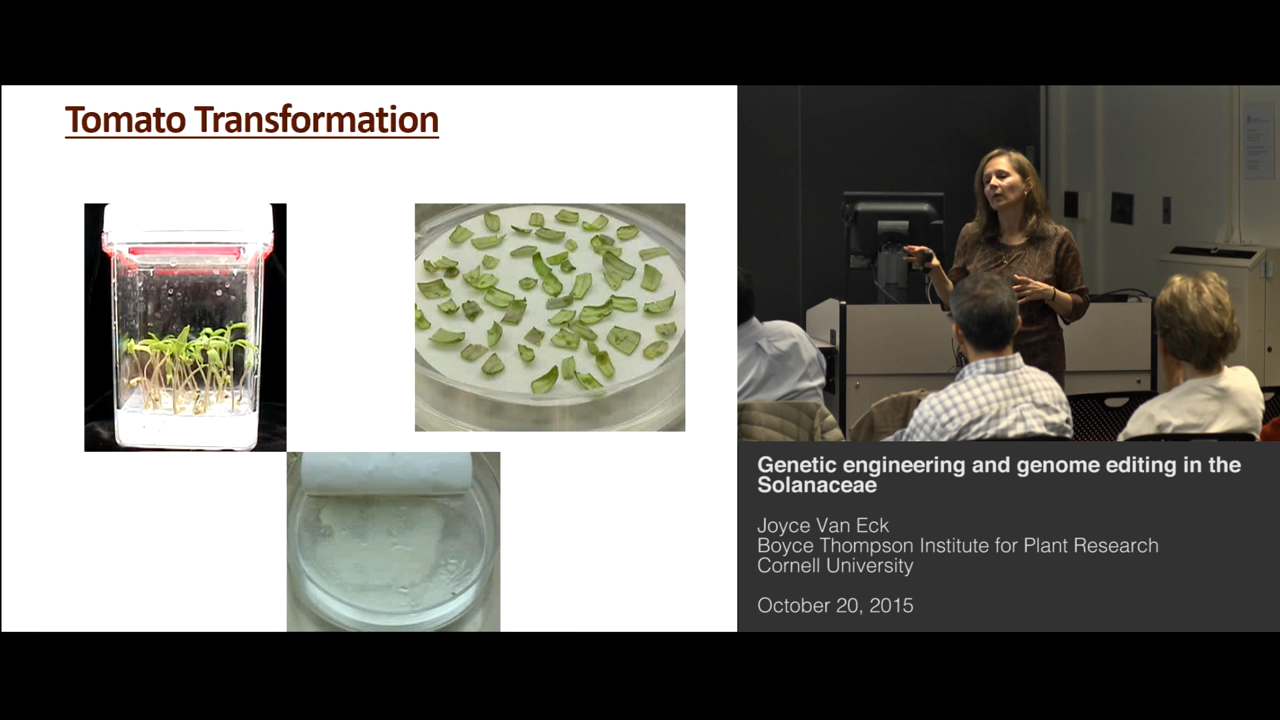 Tomato Transformation
Genetic engineering and genome editing in the
Solanaceae
Joyce Van Eck
Boyce Thompson Institute for Plant Research
Cornell University
October 20, 2015